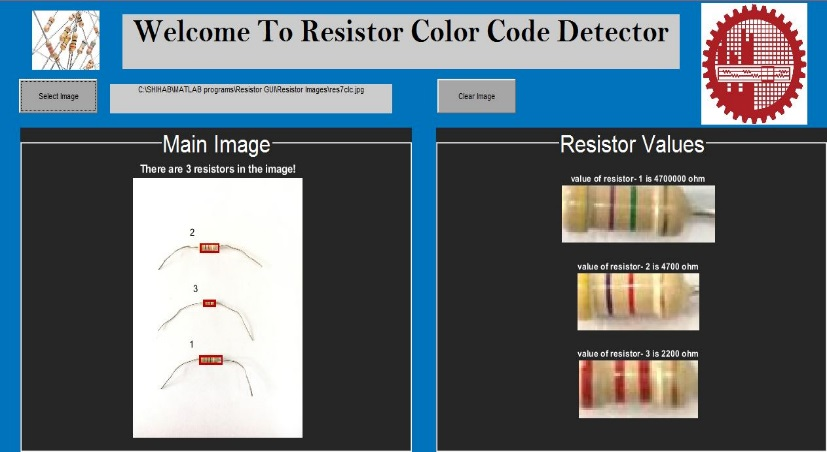 Welcome To Resistor Color Code Detector
Select Image
C:\SHIHAB\MATLAB programs\Resistor GUI\Resistor Images\res7clc.jpg
Clear Image
Main Image
There are 3 resistors in the image!
2
3
1
Resistor Values
value of resistor- 1 is 4700000 ohm
value of resistor- 2 is 4700 ohm
value of resistor- 3 is 2200 ohm